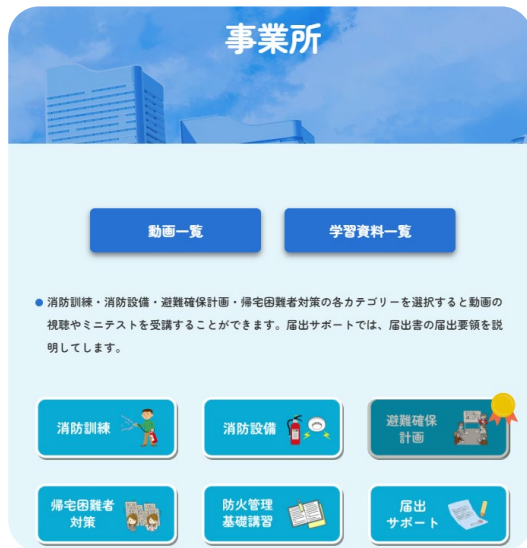 事業所
動画一覧
学習資料一覧
● 消防訓練・消防設備・避難確保計画・帰宅困難者対策の各カテゴリーを選択すると動画の
視聴やミニテストを受講することができます。届出サポートでは、届出書の届出要領を説
明してします。
消防訓練
消防設備
避難確保
計画
帰宅困難者
対策
防火管理
基礎講習
届出
サポート